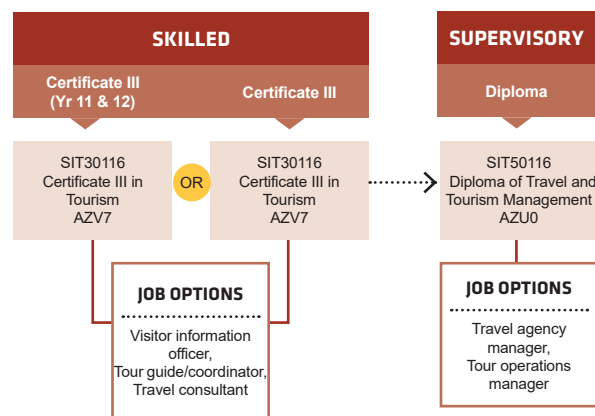 SKILLED
SUPERVISORY
Certificate III
(Yr 11 & 12)
Certificate III
Diploma
SIT30116
Certificate III in
Tourism
AZV7
OR
SIT30116
Certificate III in
Tourism
AZV7
SIT50116
Diploma of Travel and
Tourism Management
AZU0
JOB OPTIONS
Visitor information
officer,
Tour guide/coordinator,
Travel consultant
JOB OPTIONS
Travel agency
manager,
Tour operations
manager